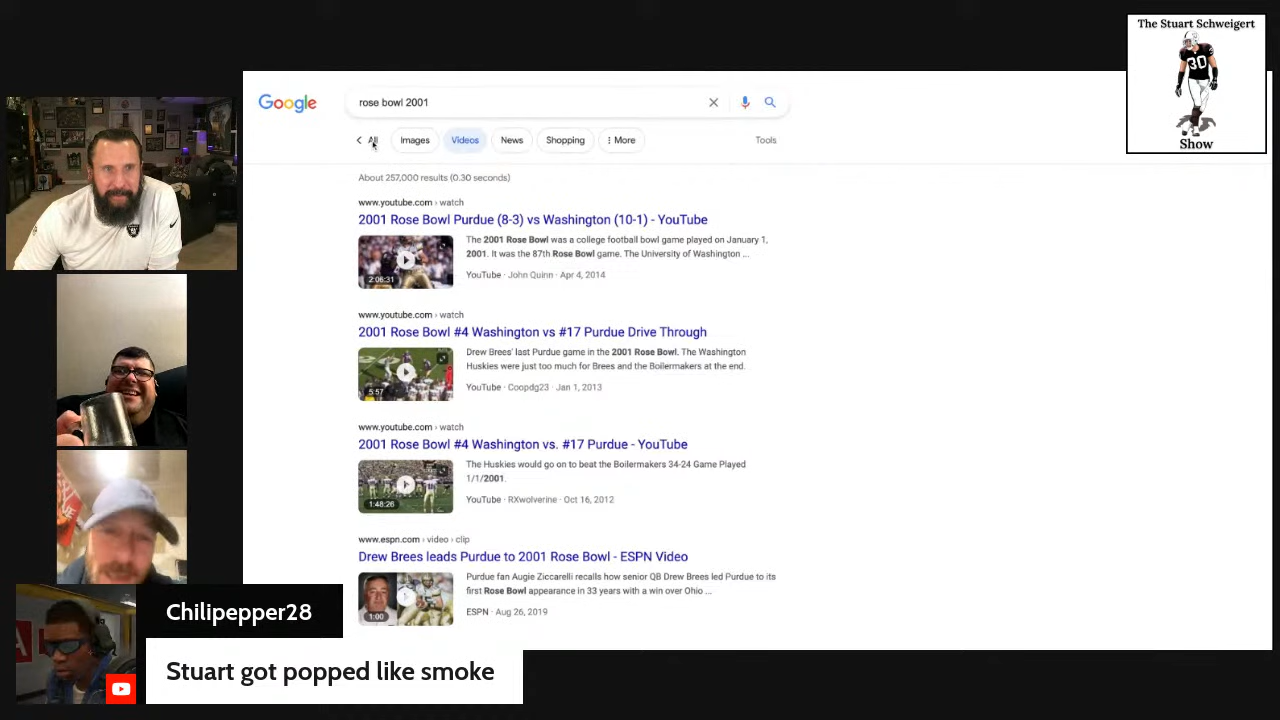 The Stuart Schweigert
30
Show
Google
rose bowl 2001
All
Images
Videos
News
Shopping
More
Tools
About 257,000 results (0.30 seconds)
www.youtube.com › watch
2001 Rose Bowl Purdue (8-3) vs Washington (10-1) - YouTube
2:06:31
The 2001 Rose Bowl was a college football bowl game played on January 1,
2001. It was the 87th Rose Bowl game. The University of Washington ...
YouTube · John Quinn · Apr 4, 2014
www.youtube.com › watch
2001 Rose Bowl #4 Washington vs #17 Purdue Drive Through
5:57
Drew Brees' last Purdue game in the 2001 Rose Bowl. The Washington
Huskies were just too much for Brees and the Boilermakers at the end.
YouTube · Coopdg23 · Jan 1, 2013
www.youtube.com › watch
2001 Rose Bowl #4 Washington vs. #17 Purdue - YouTube
1:48:26
The Huskies would go on to beat the Boilermakers 34-24 Game Played
1/1/2001.
YouTube · RXwolverine · Oct 16, 2012
www.espn.com › video › clip
Drew Brees leads Purdue to 2001 Rose Bowl - ESPN Video
1:00
Purdue fan Augie Ziccarelli recalls how senior QB Drew Brees led Purdue to its
first Rose Bowl appearance in 33 years with a win over Ohio ...
ESPN · Aug 26, 2019
Chilipepper28
Stuart got popped like smoke